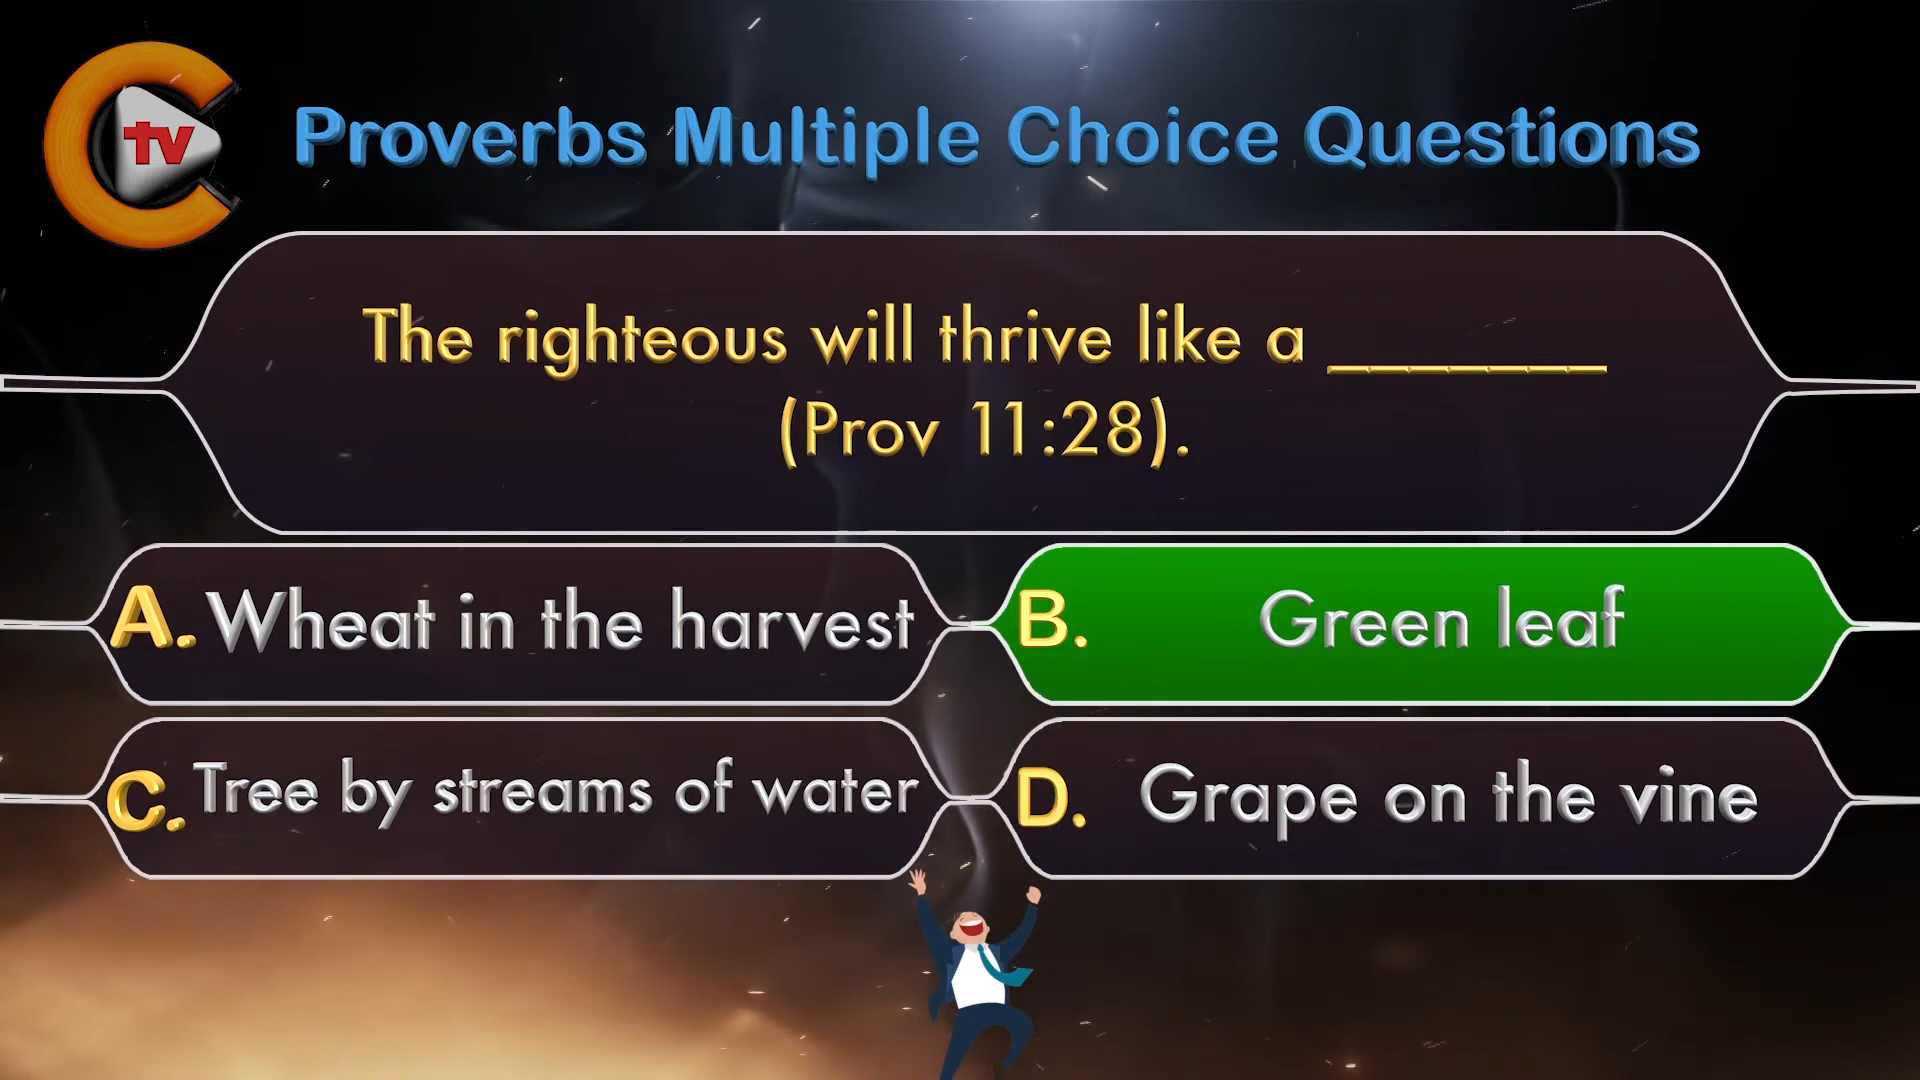 tv
Proverbs Multiple Choice Questions
The righteous will thrive like a _______
(Prov 11:28).
A. Wheat in the harvest
B. Green leaf
C. Tree by streams of water
D. Grape on the vine